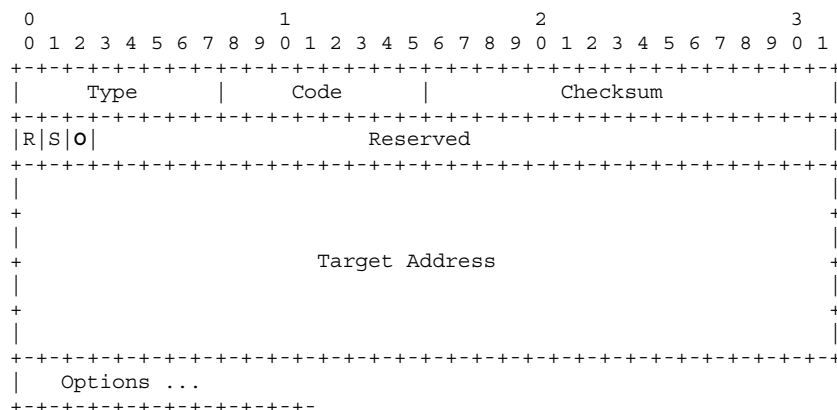 0                   1                   2                   3
0 1 2 3 4 5 6 7 8 9 0 1 2 3 4 5 6 7 8 9 0 1 2 3 4 5 6 7 8 9 0 1
+-+-+-+-+-+-+-+-+-+-+-+-+-+-+-+-+-+-+-+-+-+-+-+-+-+-+-+-+-+-+-+-+
|     Type      |     Code      |          Checksum             |
+-+-+-+-+-+-+-+-+-+-+-+-+-+-+-+-+-+-+-+-+-+-+-+-+-+-+-+-+-+-+-+-+
|R|S|O|                     Reserved                            |
+-+-+-+-+-+-+-+-+-+-+-+-+-+-+-+-+-+-+-+-+-+-+-+-+-+-+-+-+-+-+-+-+
|                                                               |
+                                                               +
|                                                               |
+                       Target Address                          +
|                                                               |
+                                                               +
|                                                               |
+-+-+-+-+-+-+-+-+-+-+-+-+-+-+-+-+-+-+-+-+-+-+-+-+-+-+-+-+-+-+-+-+
|   Options ...
+-+-+-+-+-+-+-+-+-+-+-+-